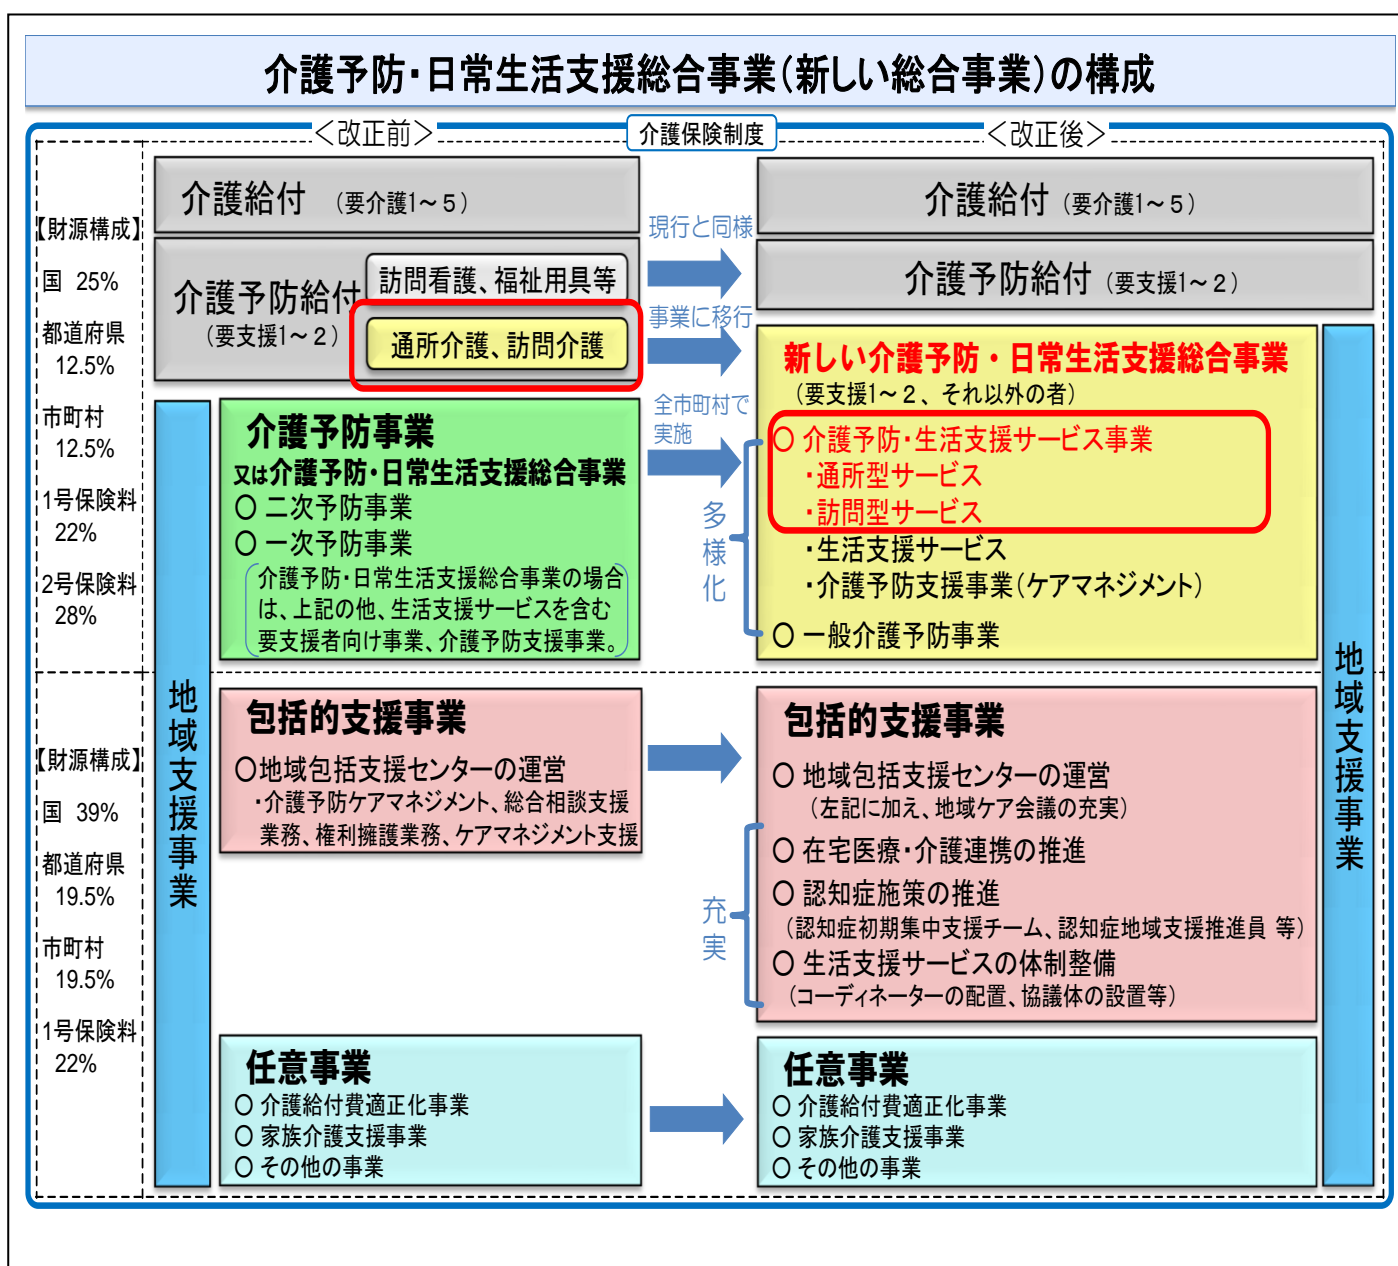 介護予防・日常生活支援総合事業(新しい総合事業)の構成
＜改正前＞
介護保険制度
＜改正後＞
【財源構成】
国 25%
都道府県
12.5%
市町村
12.5%
1号保険料
22%
2号保険料
28%
介護給付 (要介護1～5)
介護予防給付
(要支援1～2)
訪問看護、福祉用具等
通所介護、訪問介護
現行と同様
事業に移行
全市町村で
実施
多様化
介護給付 (要介護1～5)
介護予防給付 (要支援1～2)
新しい介護予防・日常生活支援総合事業
(要支援1～2、それ以外の者)
〇 介護予防・生活支援サービス事業
・通所型サービス
・訪問型サービス
・生活支援サービス
・介護予防支援事業(ケアマネジメント)
〇 一般介護予防事業
介護予防事業
又は介護予防・日常生活支援総合事業
〇 二次予防事業
〇 一次予防事業
介護予防・日常生活支援総合事業の場合
は、上記の他、生活支援サービスを含む
要支援者向け事業、介護予防支援事業。
地域支援事業
地域支援事業
【財源構成】
国 39%
都道府県
19.5%
市町村
19.5%
1号保険料
22%
包括的支援事業
〇地域包括支援センターの運営
・介護予防ケアマネジメント、総合相談支援
業務、権利擁護業務、ケアマネジメント支援
充実
包括的支援事業
〇 地域包括支援センターの運営
(左記に加え、地域ケア会議の充実)
〇 在宅医療・介護連携の推進
〇 認知症施策の推進
(認知症初期集中支援チーム、認知症地域支援推進員 等)
〇 生活支援サービスの体制整備
(コーディネーターの配置、協議体の設置等)
任意事業
〇 介護給付費適正化事業
〇 家族介護支援事業
〇 その他の事業
任意事業
〇 介護給付費適正化事業
〇 家族介護支援事業
〇 その他の事業